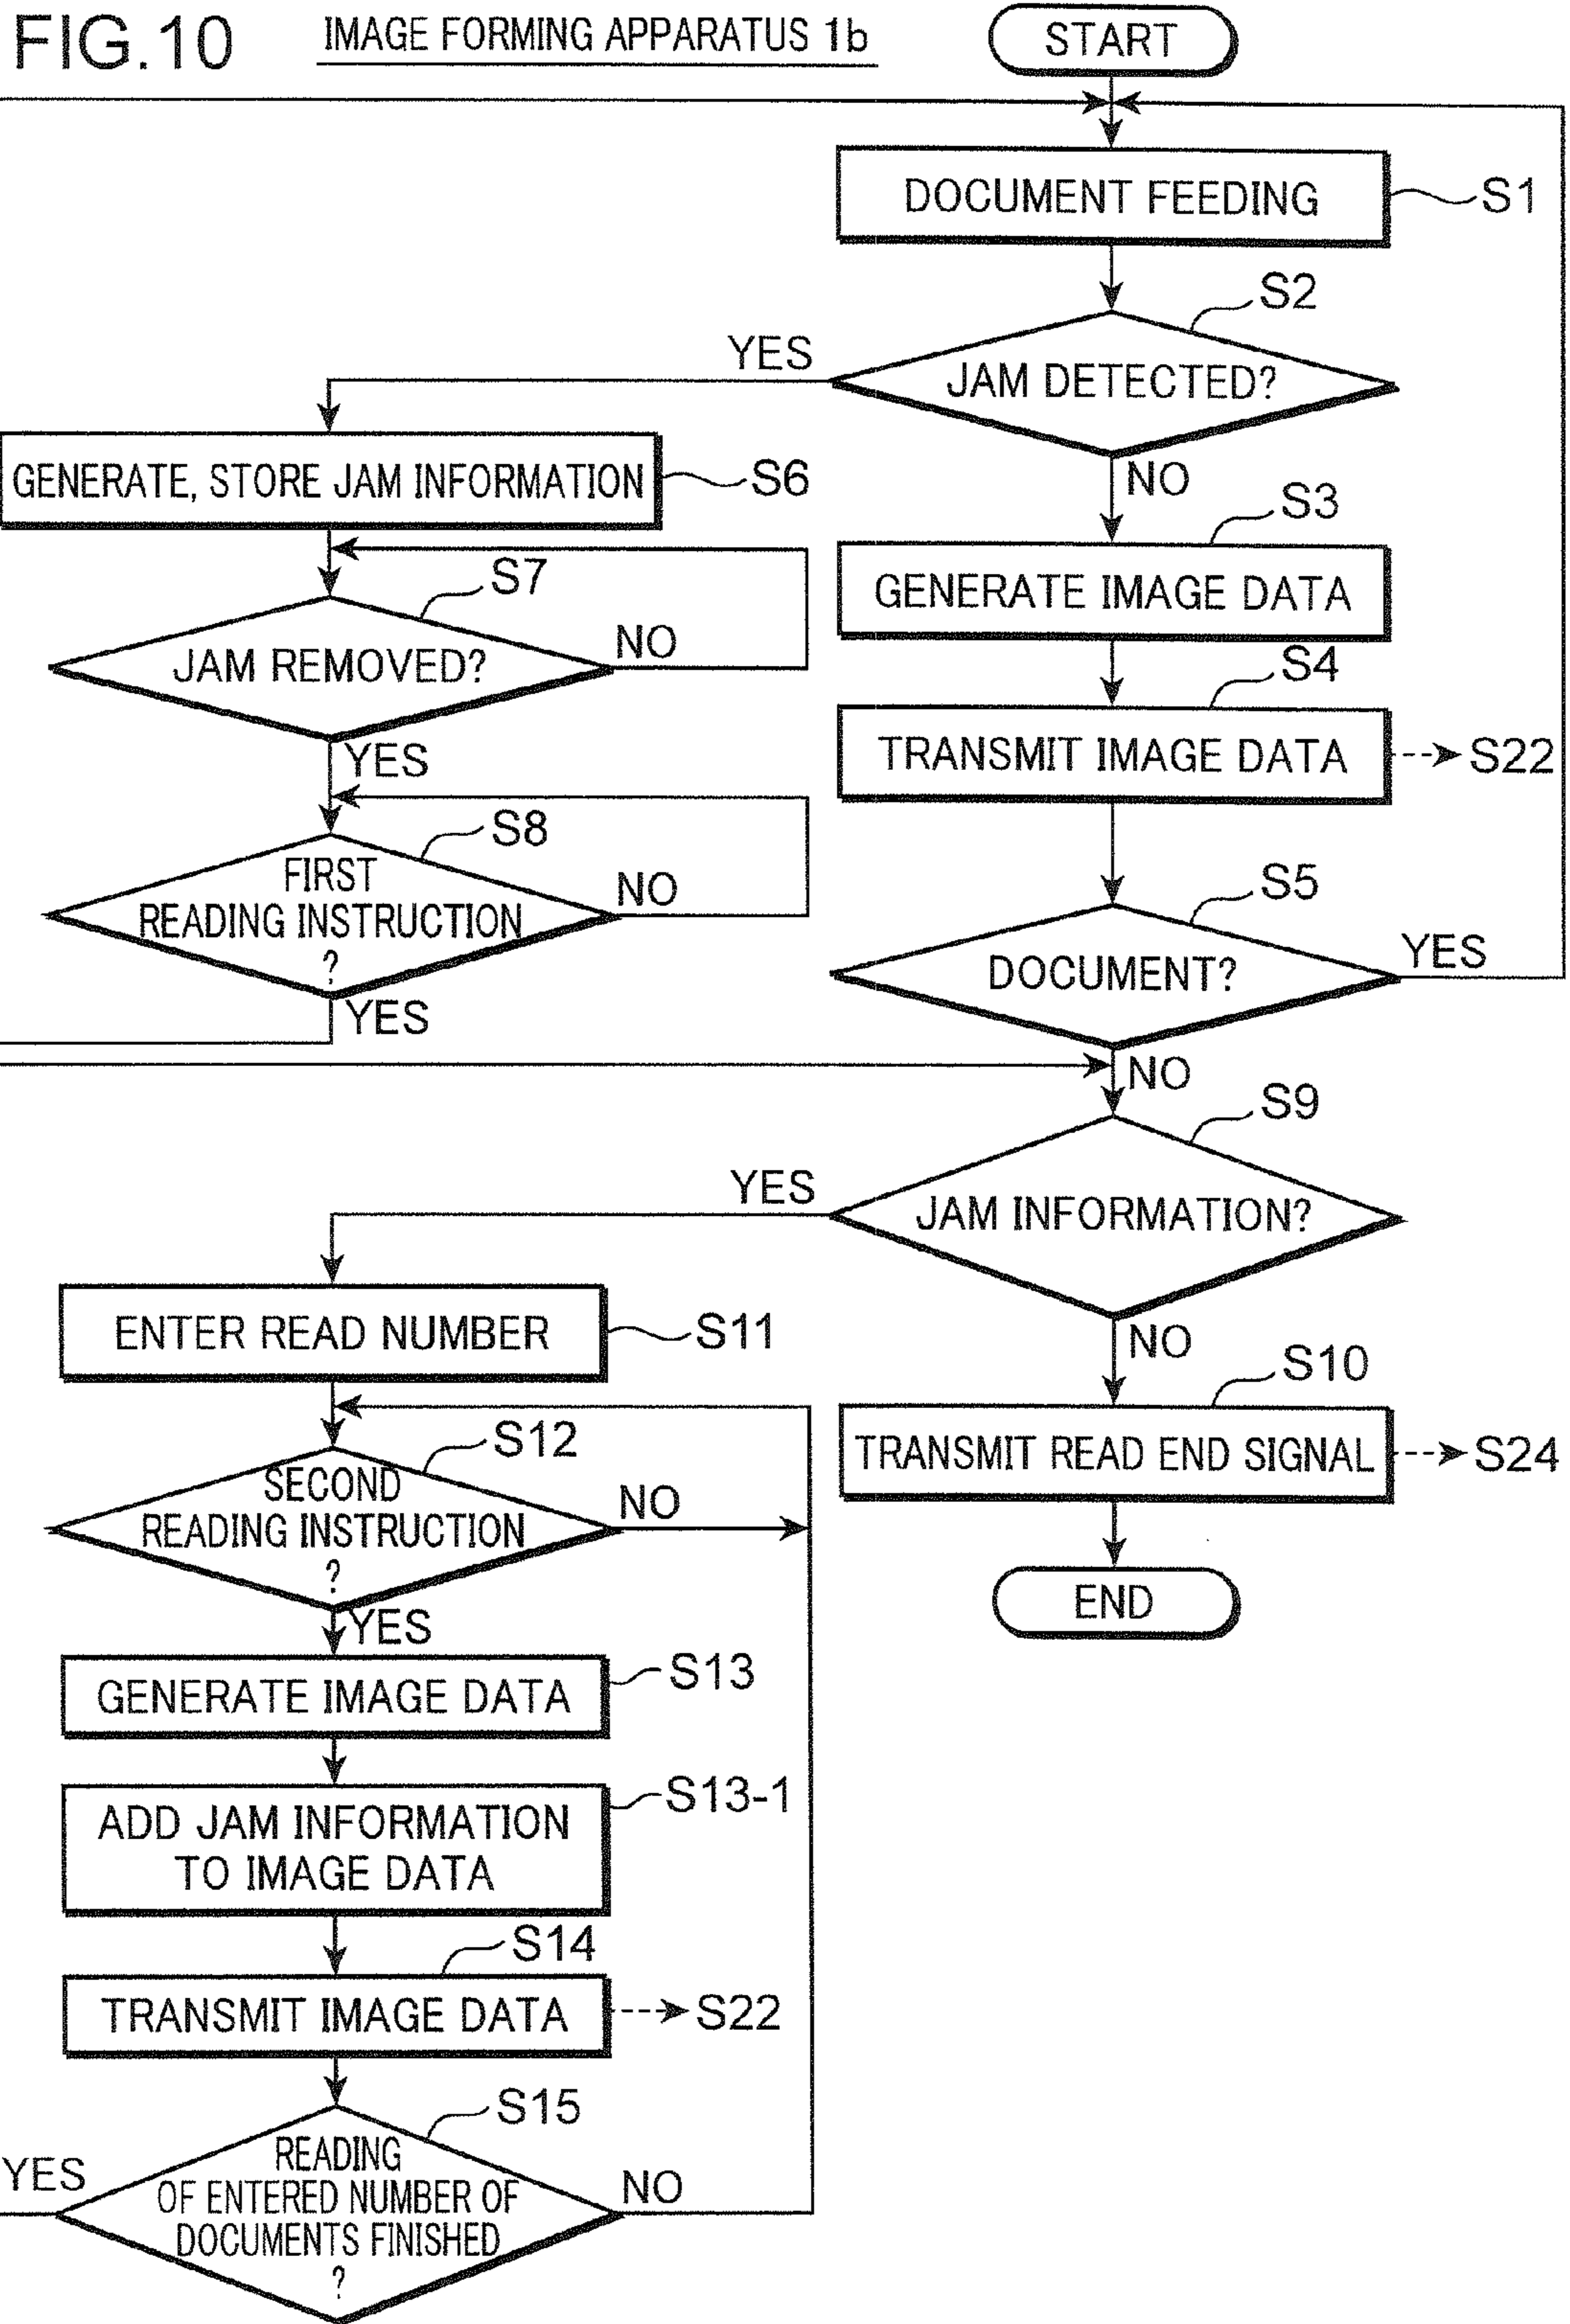 FIG.10
IMAGE FORMING APPARATUS 1b
START
DOCUMENT FEEDING
S1
S2
JAM DETECTED?
YES
NO
GENERATE, STORE JAM INFORMATION
S6
S3
GENERATE IMAGE DATA
S7
JAM REMOVED?
NO
YES
S4
TRANSMIT IMAGE DATA
S22
S8
FIRST
READING INSTRUCTION
?
NO
YES
S5
DOCUMENT?
YES
NO
S9
JAM INFORMATION?
YES
NO
ENTER READ NUMBER
S11
S10
TRANSMIT READ END SIGNAL
S24
END
S12
SECOND
READING INSTRUCTION
?
NO
YES
GENERATE IMAGE DATA
S13
ADD JAM INFORMATION
TO IMAGE DATA
S13-1
S14
TRANSMIT IMAGE DATA
S22
S15
READING
OF ENTERED NUMBER OF
DOCUMENTS FINISHED
?
YES
NO